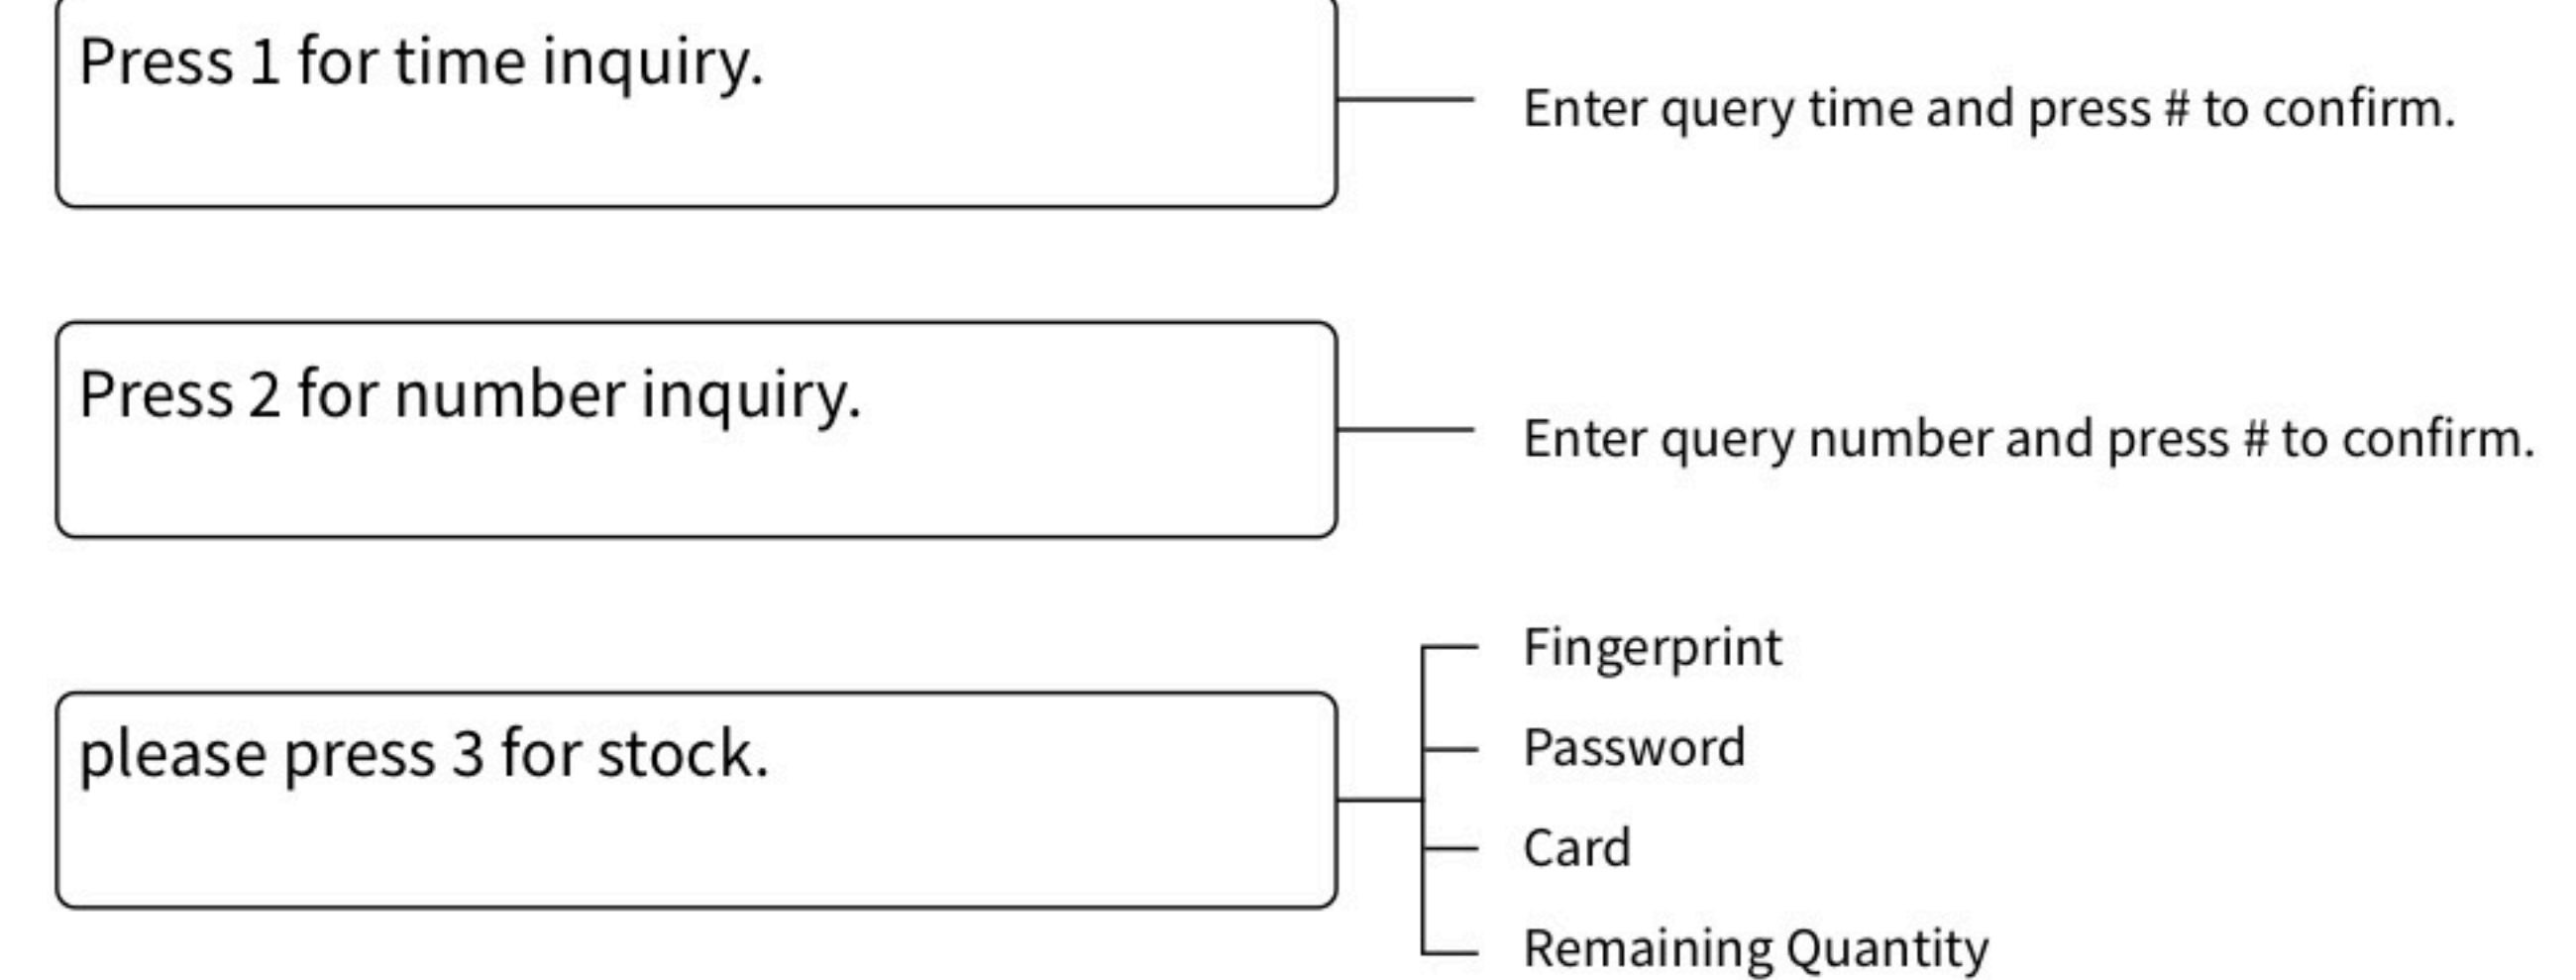 Press 1 for time inquiry.
Enter query time and press # to confirm.
Press 2 for number inquiry.
Enter query number and press # to confirm.
please press 3 for stock.
Fingerprint
Password
Card
Remaining Quantity